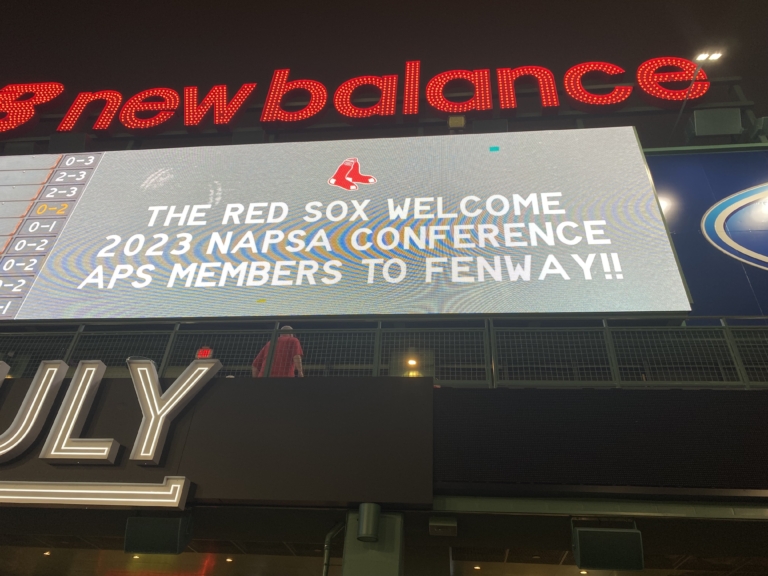 new balance
0-3
2-3
2-3
0-2
0-1
0-2
0-2
-2
-1
THE RED SOX WELCOME
2023 NAPSA CONFERENCE
APS MEMBERS TO FENWAY!!
ULY